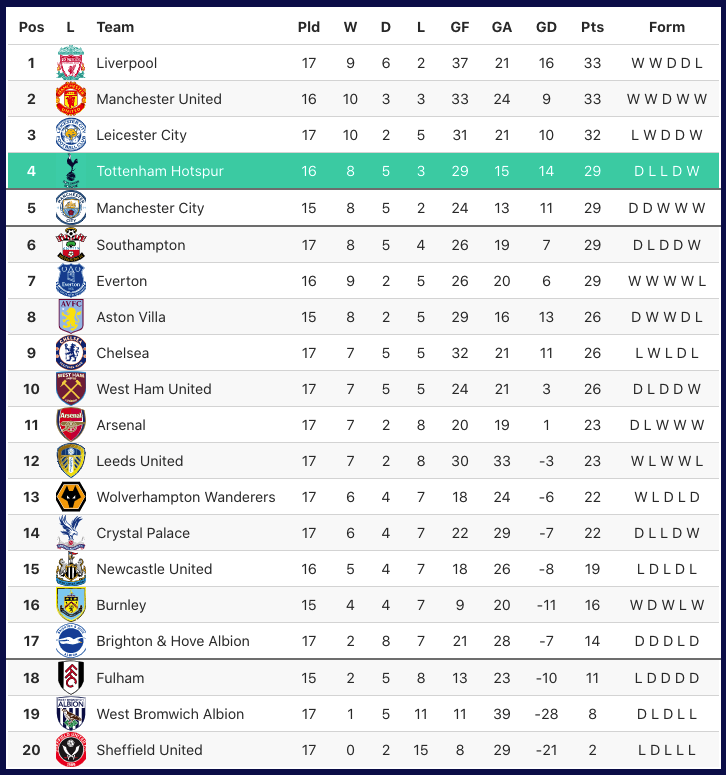 Pos L Team Pld W D L GF GA GD Pts Form
1 Liverpool 17 9 6 2 37 21 16 33 W W D D L
2 Manchester United 16 10 3 3 33 24 9 33 W W D W W
3 Leicester City 17 10 2 5 31 21 10 32 L W D D W
4 Tottenham Hotspur 16 8 5 3 29 15 14 29 D L L D W
5 Manchester City 15 8 5 2 24 13 11 29 D D W W W
6 Southampton 17 8 5 4 26 19 7 29 D L D D W
7 Everton 16 9 2 5 26 20 6 29 W W W W L
8 Aston Villa 15 8 2 5 29 16 13 26 D W W D L
9 Chelsea 17 7 5 5 32 21 11 26 L W L D L
10 West Ham United 17 7 5 5 24 21 3 26 D L D D W
11 Arsenal 17 7 2 8 20 19 1 23 D L W W W
12 Leeds United 17 7 2 8 30 33 -3 23 W L W W L
13 Wolverhampton Wanderers 17 6 4 7 18 24 -6 22 W L D L D
14 Crystal Palace 17 6 4 7 22 29 -7 22 D L L D W
15 Newcastle United 16 5 4 7 18 26 -8 19 L D L D L
16 Burnley 15 4 4 7 9 20 -11 16 W D W L W
17 Brighton & Hove Albion 17 2 8 7 21 28 -7 14 D D D L D
18 Fulham 15 2 5 8 13 23 -10 11 L D D D D
19 West Bromwich Albion 17 1 5 11 11 39 -28 8 D L D L L
20 Sheffield United 17 0 2 15 8 29 -21 2 L D L L L